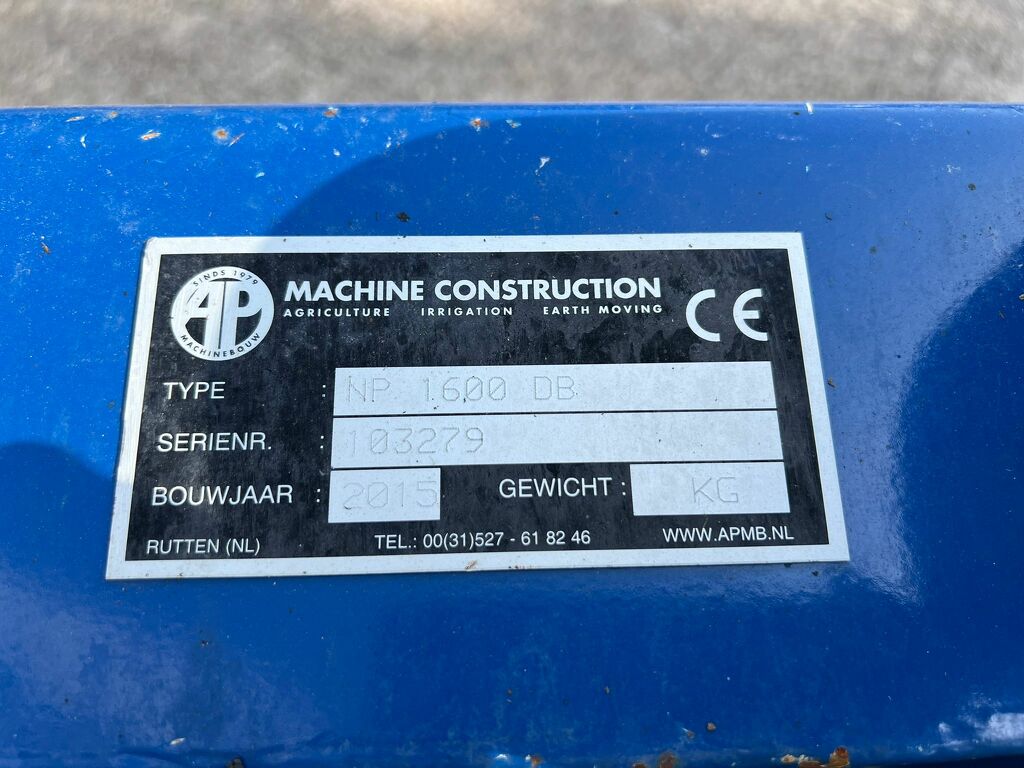 SINDS 1979
AP
MACHINEBOUW
MACHINE CONSTRUCTION
AGRICULTURE IRRIGATION EARTH MOVING
CE
TYPE : NP 1600 DB
SERIENR. : 103279
BOUWJAAR : 2015 GEWICHT : KG
RUTTEN (NL) TEL.: 00(31)527 - 61 82 46 WWW.APMB.NL